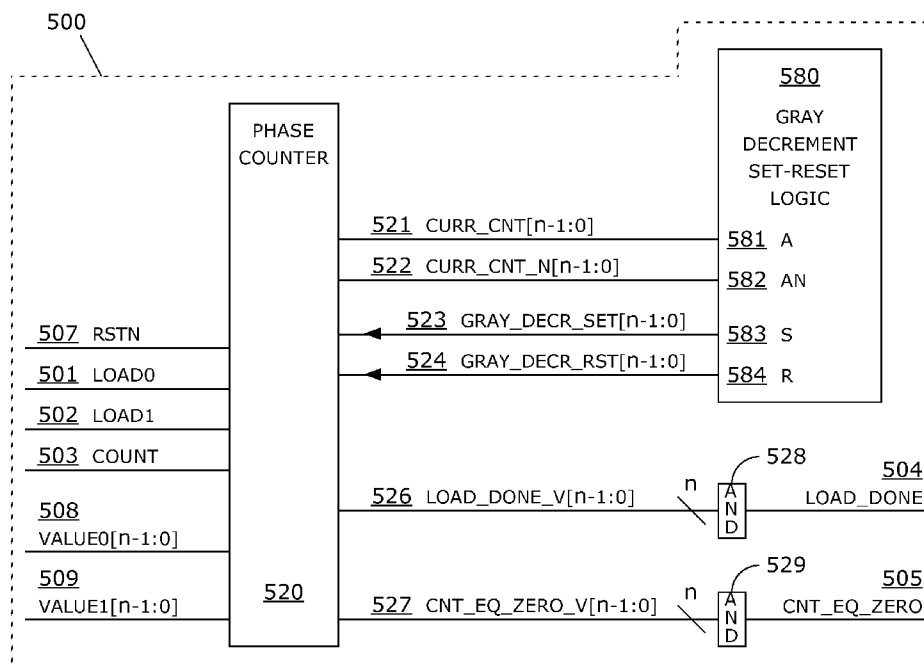 500
580
GRAY
DECREMENT
SET-RESET
LOGIC
PHASE
COUNTER
521 CURR_CNT[n-1:0]
581 A
522 CURR_CNT_N[n-1:0]
582 AN
523 GRAY_DECR_SET[n-1:0]
583 S
524 GRAY_DECR_RST[n-1:0]
584 R
507 RSTN
501 LOAD0
502 LOAD1
503 COUNT
508
VALUE0[n-1:0]
509
VALUE1[n-1:0]
520
526 LOAD_DONE_V[n-1:0]
n
AND
528
504
LOAD_DONE
527 CNT_EQ_ZERO_V[n-1:0]
n
AND
529
505
CNT_EQ_ZERO